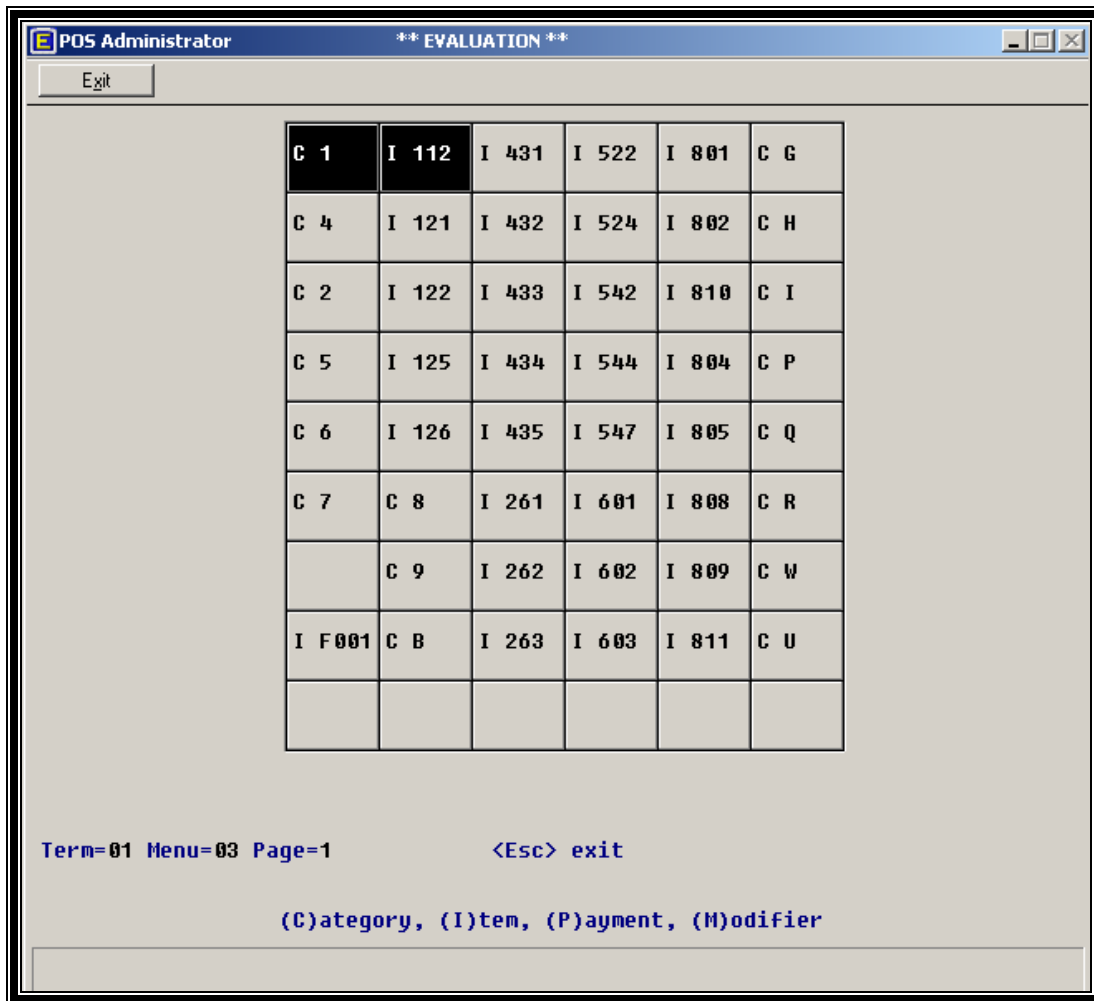 POS Administrator ** EVALUATION **
Exit
C 1 I 112 I 431 I 522 I 801 C G
C 4 I 121 I 432 I 524 I 802 C H
C 2 I 122 I 433 I 542 I 810 C I
C 5 I 125 I 434 I 544 I 804 C P
C 6 I 126 I 435 I 547 I 805 C Q
C 7 C 8 I 261 I 601 I 808 C R
C 9 I 262 I 602 I 809 C W
I F001 C B I 263 I 603 I 811 C U
Term=01 Menu=03 Page=1 <Esc> exit
(C)ategory, (I)tem, (P)ayment, (M)odifier